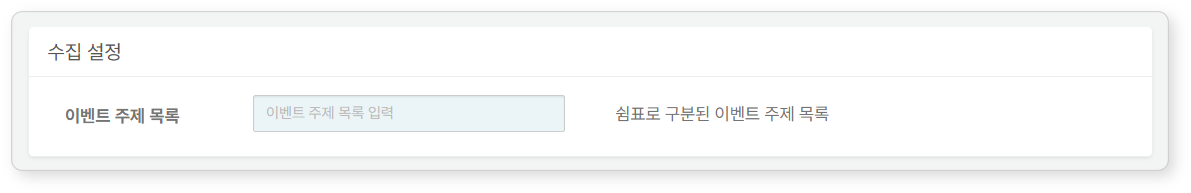 수집 설정
이벤트 주제 목록
이벤트 주제 목록 입력
쉼표로 구분된 이벤트 주제 목록